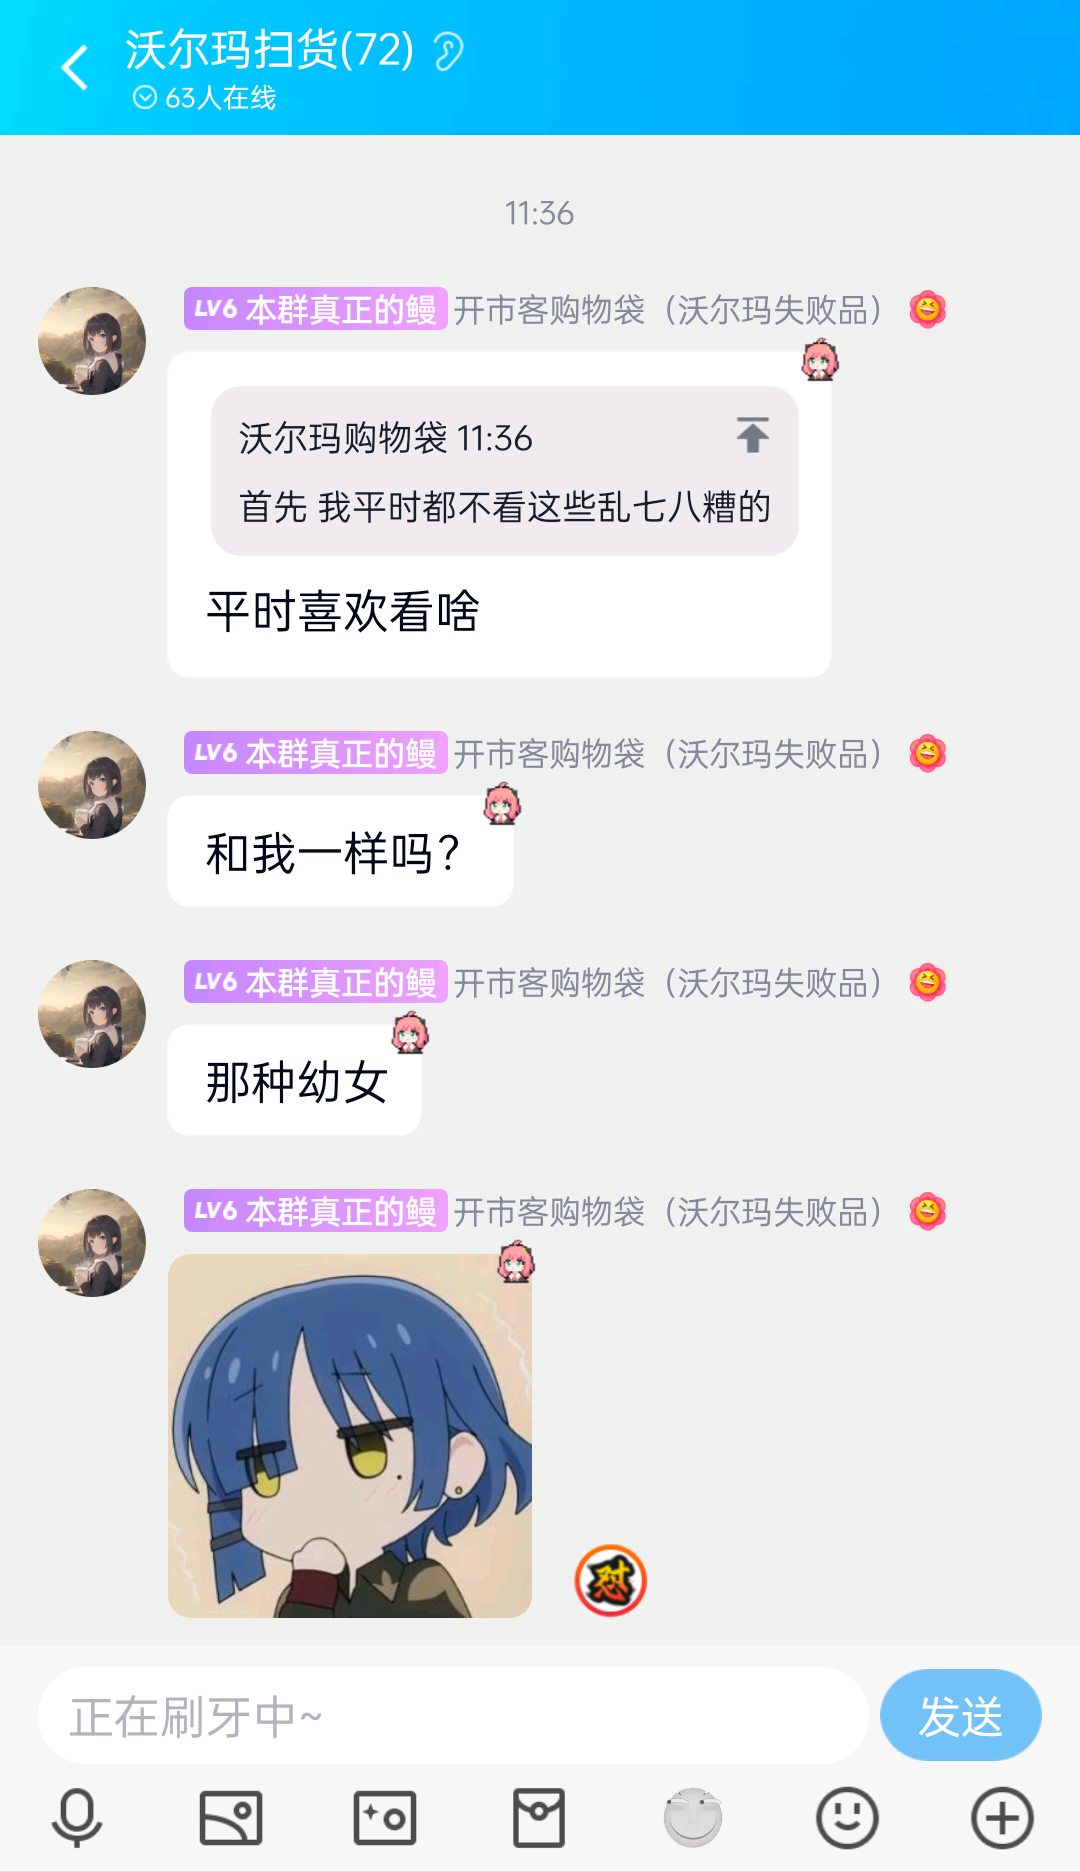 沃尔玛扫货(72)
63人在线
11:36
LV6 本群真正的鳗 开市客购物袋（沃尔玛失败品）
沃尔玛购物袋 11:36
首先 我平时都不看这些乱七八糟的
平时喜欢看啥
LV6 本群真正的鳗 开市客购物袋（沃尔玛失败品）
和我一样吗？
LV6 本群真正的鳗 开市客购物袋（沃尔玛失败品）
那种幼女
LV6 本群真正的鳗 开市客购物袋（沃尔玛失败品）
怼
正在刷牙中~
发送